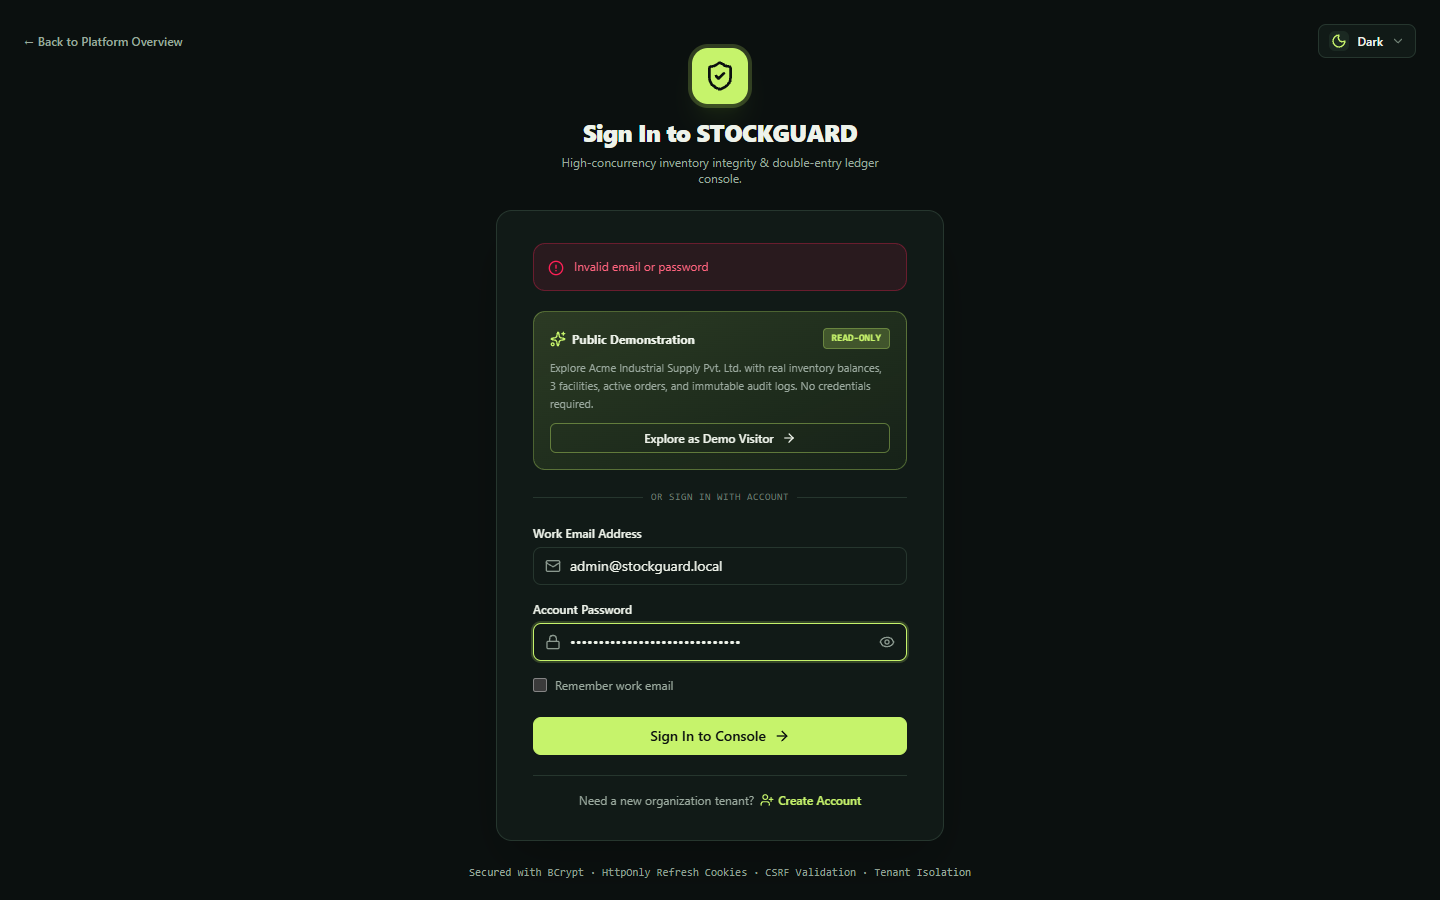 ← Back to Platform Overview
Dark
Sign In to STOCKGUARD
High-concurrency inventory integrity & double-entry ledger
console.
Invalid email or password
Public Demonstration
READ-ONLY
Explore Acme Industrial Supply Pvt. Ltd. with real inventory balances,
3 facilities, active orders, and immutable audit logs. No credentials
required.
Explore as Demo Visitor →
OR SIGN IN WITH ACCOUNT
Work Email Address
admin@stockguard.local
Account Password
••••••••••••••••••••••••••••••
Remember work email
Sign In to Console →
Need a new organization tenant? Create Account
Secured with BCrypt · HttpOnly Refresh Cookies · CSRF Validation · Tenant Isolation